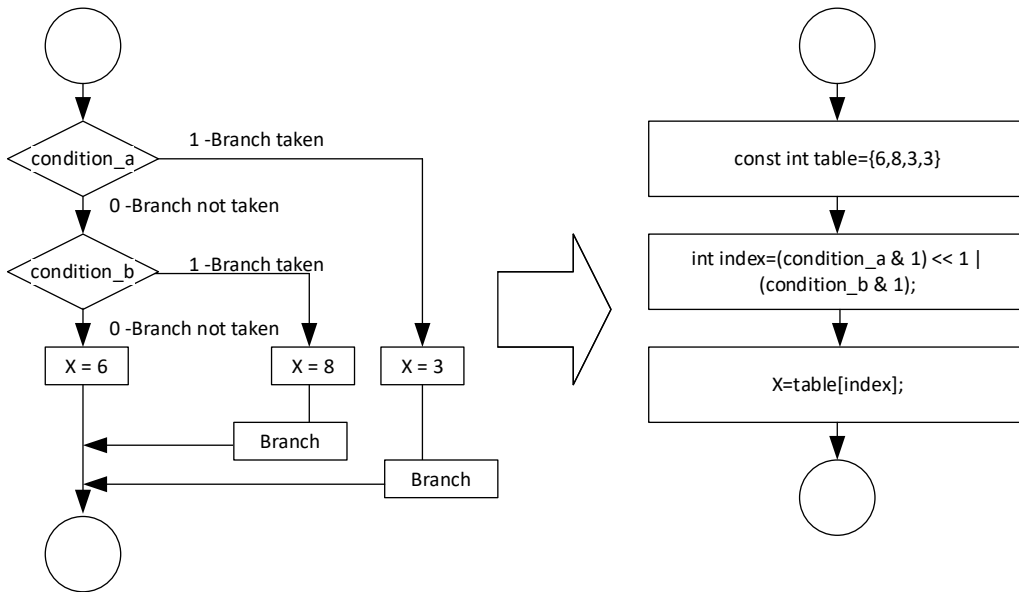 condition_a
1 -Branch taken
0 -Branch not taken
condition_b
1 -Branch taken
0 -Branch not taken
X = 6
X = 8
X = 3
Branch
Branch
const int table={6,8,3,3}
int index=(condition_a & 1) << 1 |
(condition_b & 1);
X=table[index];